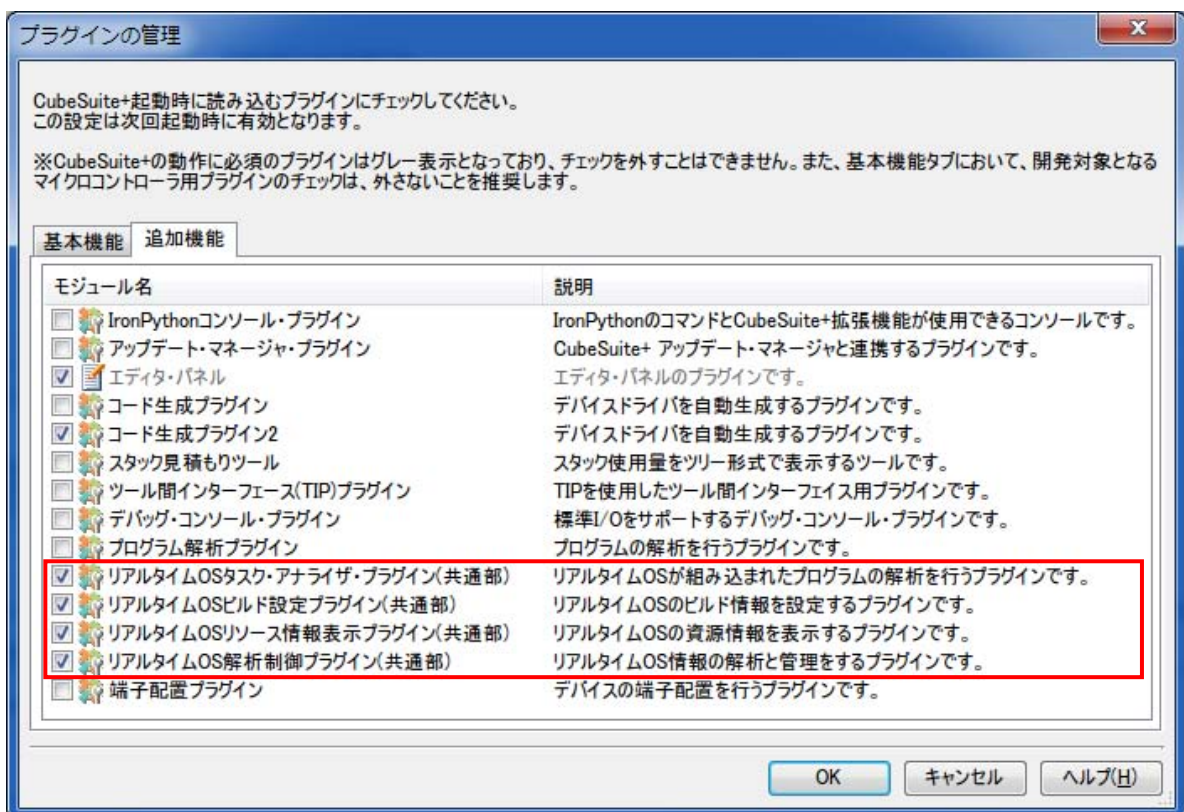 プラグインの管理
CubeSuite+起動時に読み込むプラグインにチェックしてください。
この設定は次回起動時に有効となります。
※CubeSuite+の動作に必須のプラグインはグレー表示となっており、チェックを外すことはできません。また、基本機能タブにおいて、開発対象となる
マイクロコントローラ用プラグインのチェックは、外さないことを推奨します。
基本機能 追加機能
モジュール名 説明
IronPythonコンソール・プラグイン IronPythonのコマンドとCubeSuite+拡張機能が使用できるコンソールです。
アップデート・マネージャ・プラグイン CubeSuite+ アップデート・マネージャと連携するプラグインです。
エディタ・パネル エディタ・パネルのプラグインです。
コード生成プラグイン デバイスドライバを自動生成するプラグインです。
コード生成プラグイン2 デバイスドライバを自動生成するプラグインです。
スタック見積もりツール スタック使用量をツリー形式で表示するツールです。
ツール間インターフェース(TIP)プラグイン TIPを使用したツール間インターフェイス用プラグインです。
デバッグ・コンソール・プラグイン 標準I/Oをサポートするデバッグ・コンソール・プラグインです。
プログラム解析プラグイン プログラムの解析を行うプラグインです。
リアルタイムOSタスク・アナライザ・プラグイン(共通部) リアルタイムOSが組み込まれたプログラムの解析を行うプラグインです。
リアルタイムOSビルド設定プラグイン(共通部) リアルタイムOSのビルド情報を設定するプラグインです。
リアルタイムOSリソース情報表示プラグイン(共通部) リアルタイムOSの資源情報を表示するプラグインです。
リアルタイムOS解析制御プラグイン(共通部) リアルタイムOS情報の解析と管理をするプラグインです。
端子配置プラグイン デバイスの端子配置を行うプラグインです。
OK キャンセル ヘルプ(H)